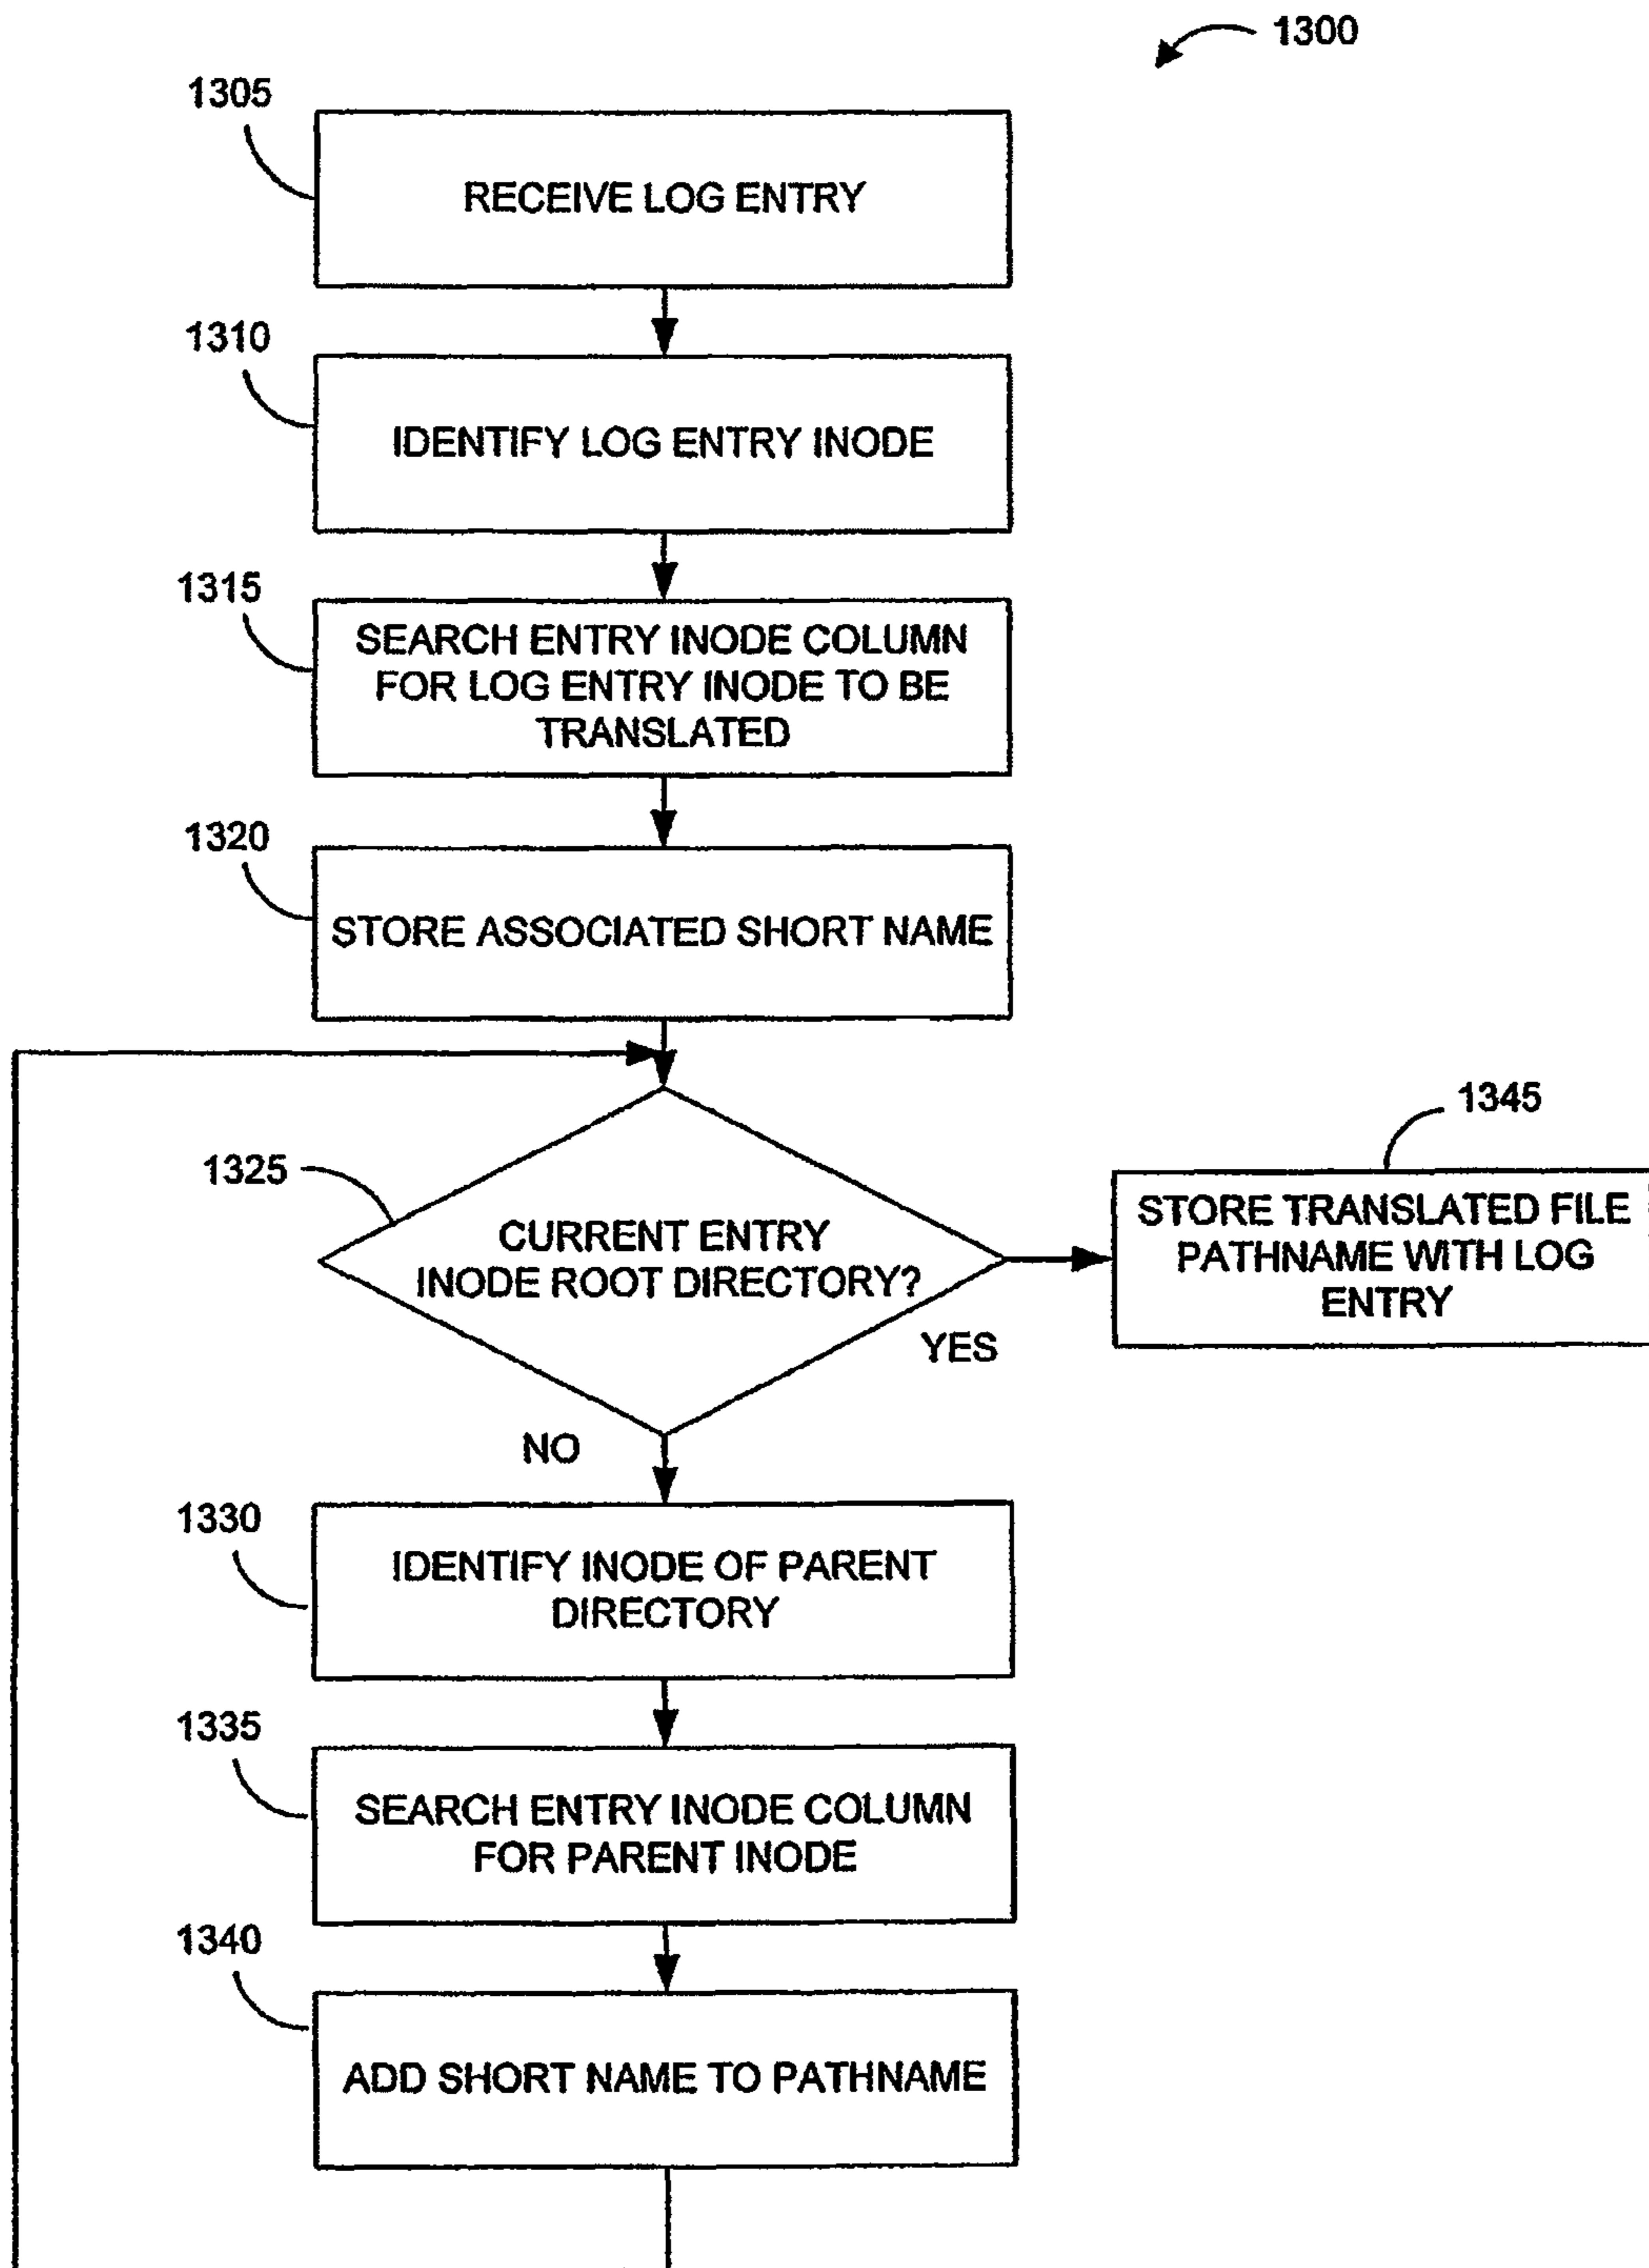 1300
1305
RECEIVE LOG ENTRY
1310
IDENTIFY LOG ENTRY INODE
1315
SEARCH ENTRY INODE COLUMN
FOR LOG ENTRY INODE TO BE
TRANSLATED
1320
STORE ASSOCIATED SHORT NAME
1325
CURRENT ENTRY
INODE ROOT DIRECTORY?
YES
1345
STORE TRANSLATED FILE
PATHNAME WITH LOG
ENTRY
NO
1330
IDENTIFY INODE OF PARENT
DIRECTORY
1335
SEARCH ENTRY INODE COLUMN
FOR PARENT INODE
1340
ADD SHORT NAME TO PATHNAME